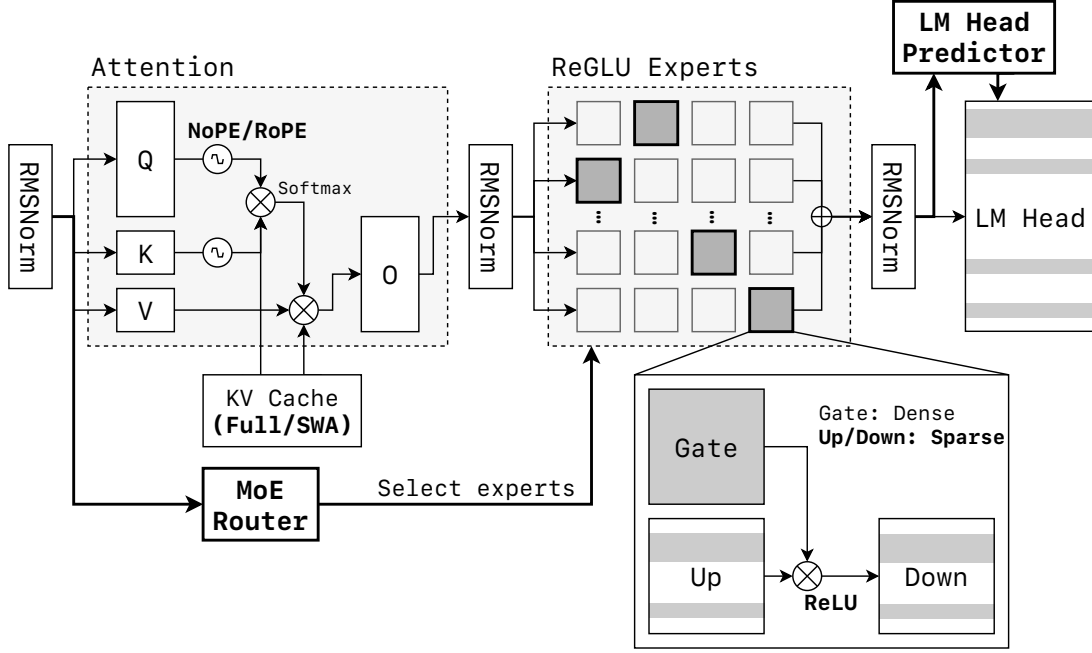 LM Head
Predictor
Attention
ReGLU Experts
NoPE/RoPE
RMSNorm
Q
Softmax
K
V
O
RMSNorm
RMSNorm
LM Head
KV Cache
(Full/SWA)
MoE
Router
Select experts
Gate
Gate: Dense
Up/Down: Sparse
Up
ReLU
Down